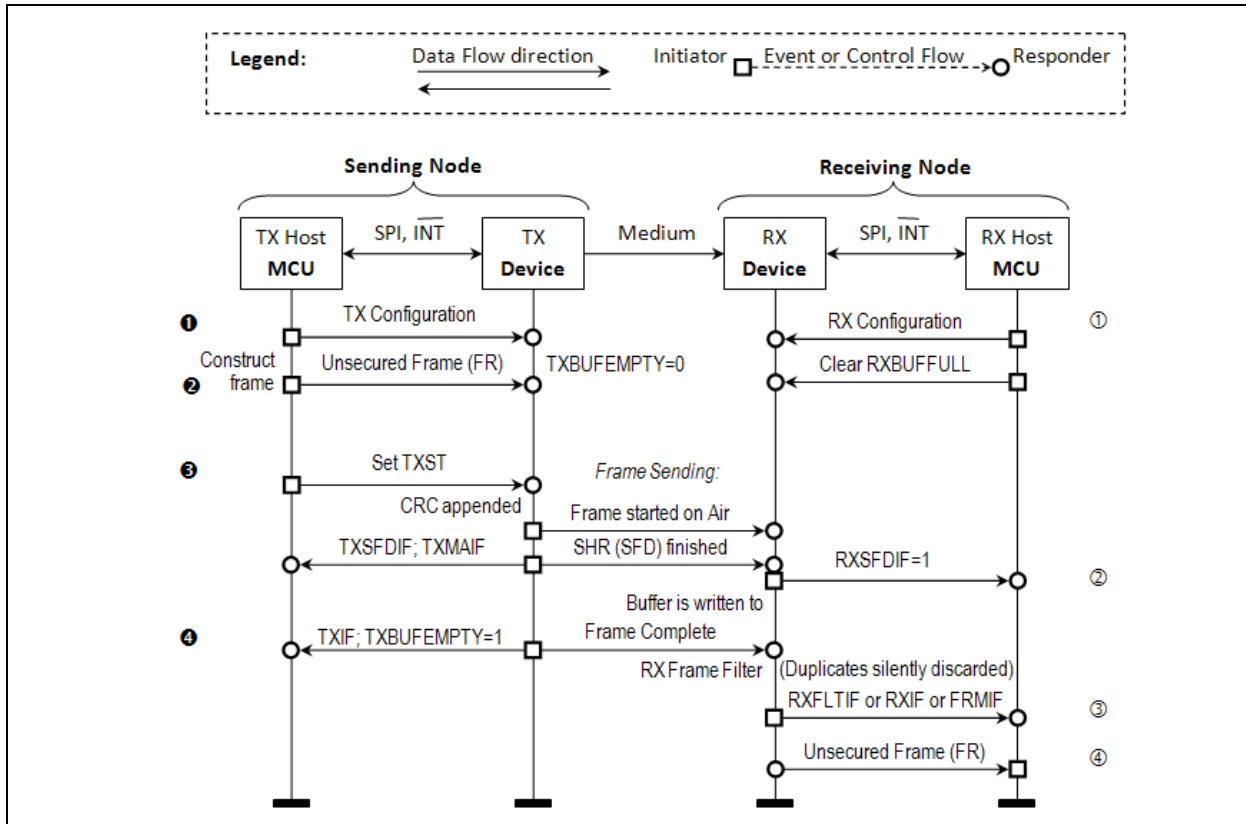 Legend: Data Flow direction Initiator Event or Control Flow Responder
Sending Node Receiving Node
TX Host MCU SPI, INT TX Device Medium RX Device SPI, INT RX Host MCU
❶ TX Configuration RX Configuration ①
Construct frame
❷ Unsecured Frame (FR) TXBUFEMPTY=0 Clear RXBUFFULL
❸ Set TXST Frame Sending:
CRC appended
Frame started on Air
TXSFDIF; TXMAIF SHR (SFD) finished
RXSFDIF=1 ②
Buffer is written to
❹ TXIF; TXBUFEMPTY=1 Frame Complete
RX Frame Filter (Duplicates silently discarded)
RXFLTIF or RXIF or FRMIF ③
Unsecured Frame (FR) ④